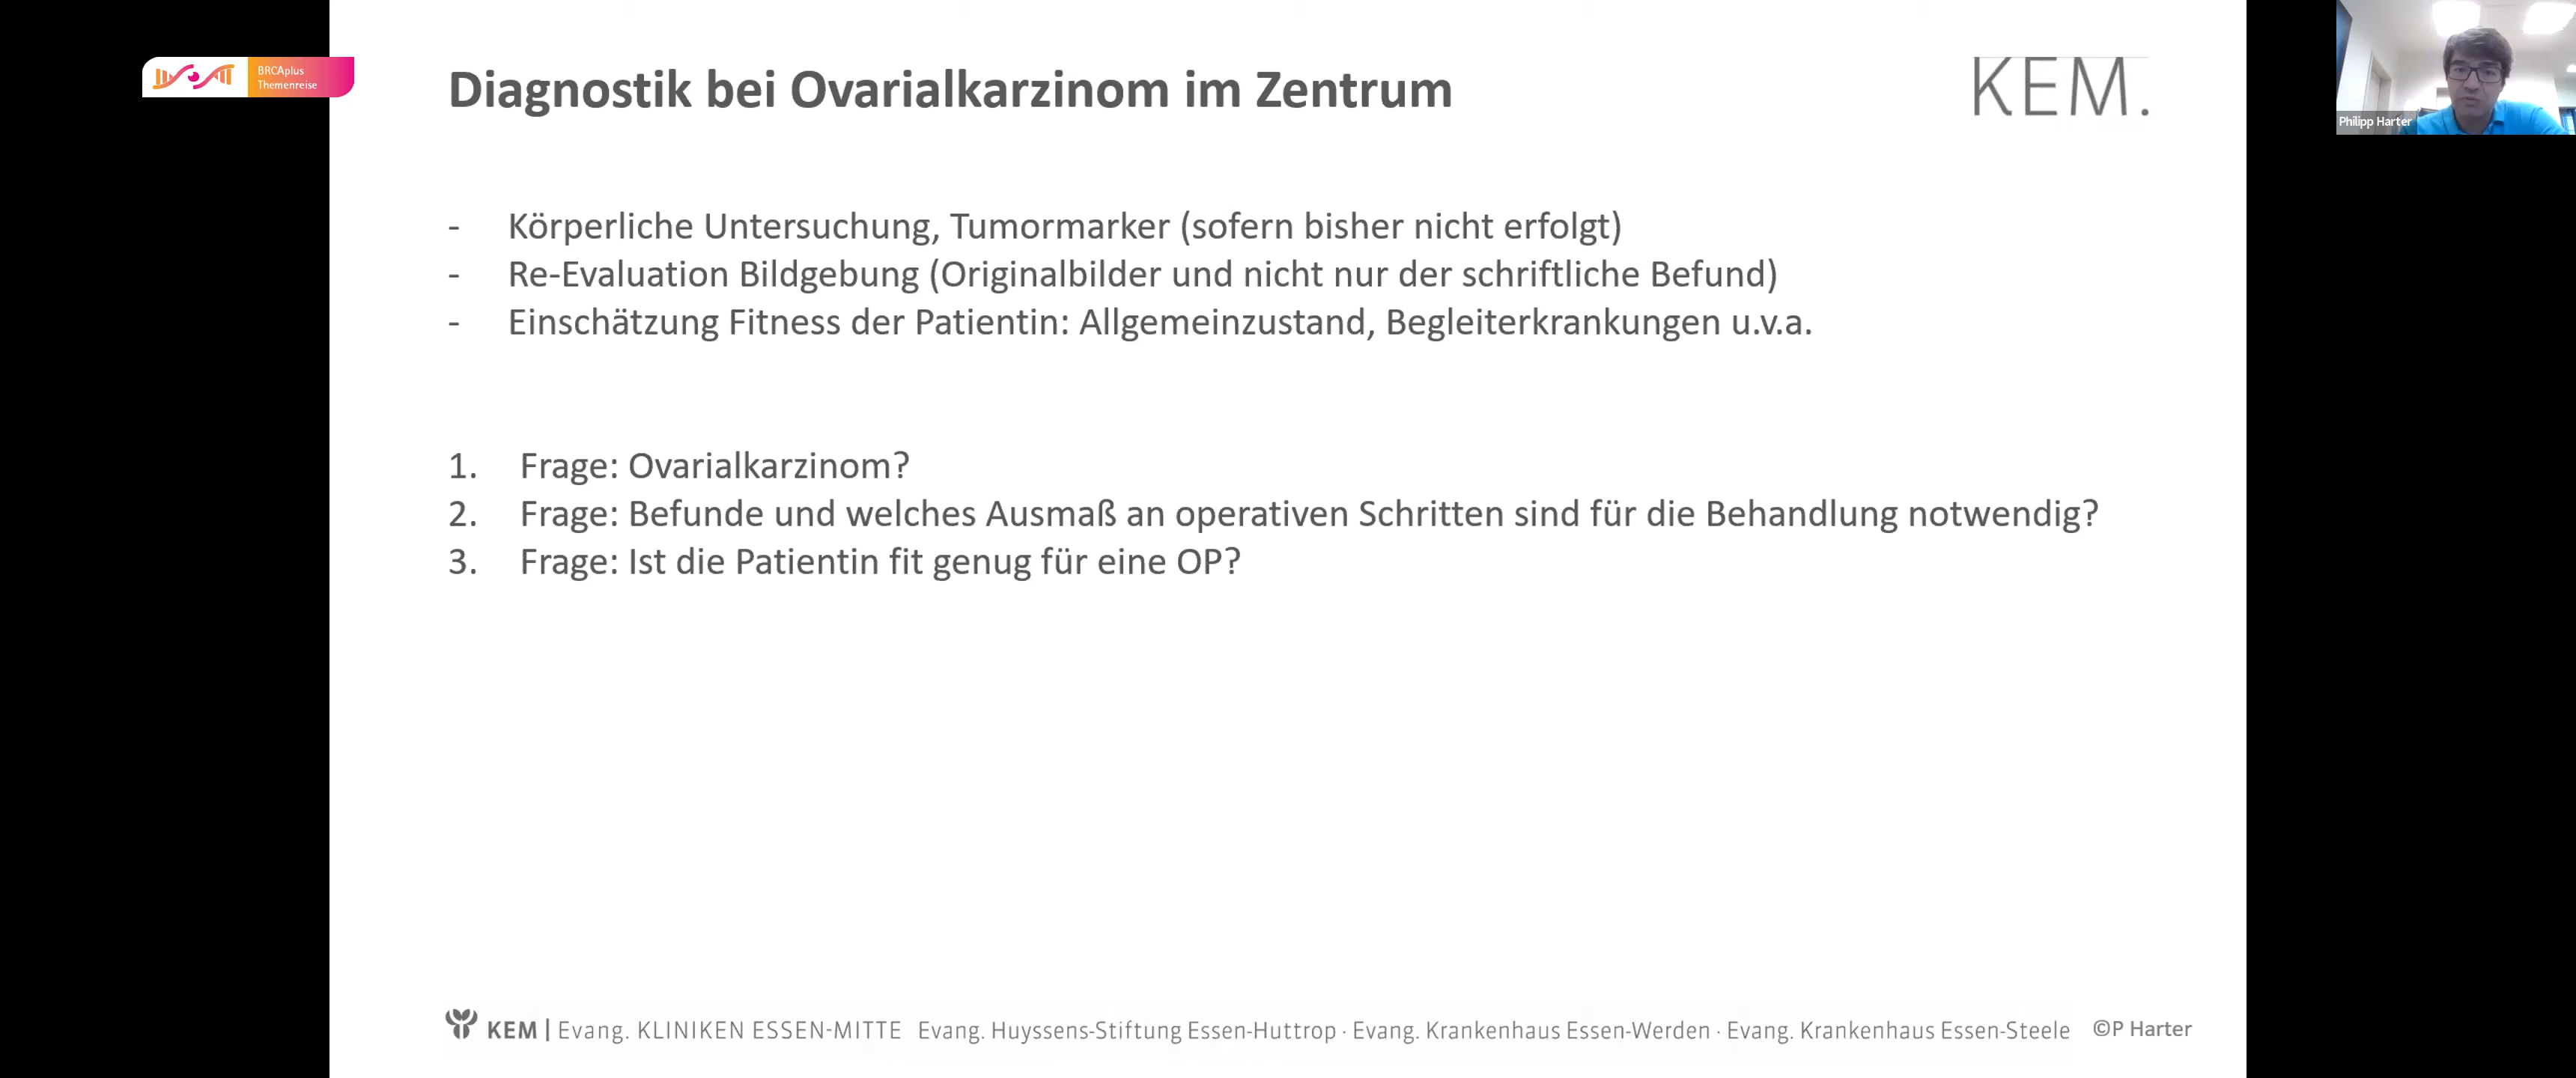 BRCAplus
Themenreise
Diagnostik bei Ovarialkarzinom im Zentrum
KEM.
Philipp Harter
- Körperliche Untersuchung, Tumormarker (sofern bisher nicht erfolgt)
- Re-Evaluation Bildgebung (Originalbilder und nicht nur der schriftliche Befund)
- Einschätzung Fitness der Patientin: Allgemeinzustand, Begleiterkrankungen u.v.a.
1. Frage: Ovarialkarzinom?
2. Frage: Befunde und welches Ausmaß an operativen Schritten sind für die Behandlung notwendig?
3. Frage: Ist die Patientin fit genug für eine OP?
KEM | Evang. KLINIKEN ESSEN-MITTE Evang. Huyssens-Stiftung Essen-Huttrop · Evang. Krankenhaus Essen-Werden · Evang. Krankenhaus Essen-Steele ©P Harter